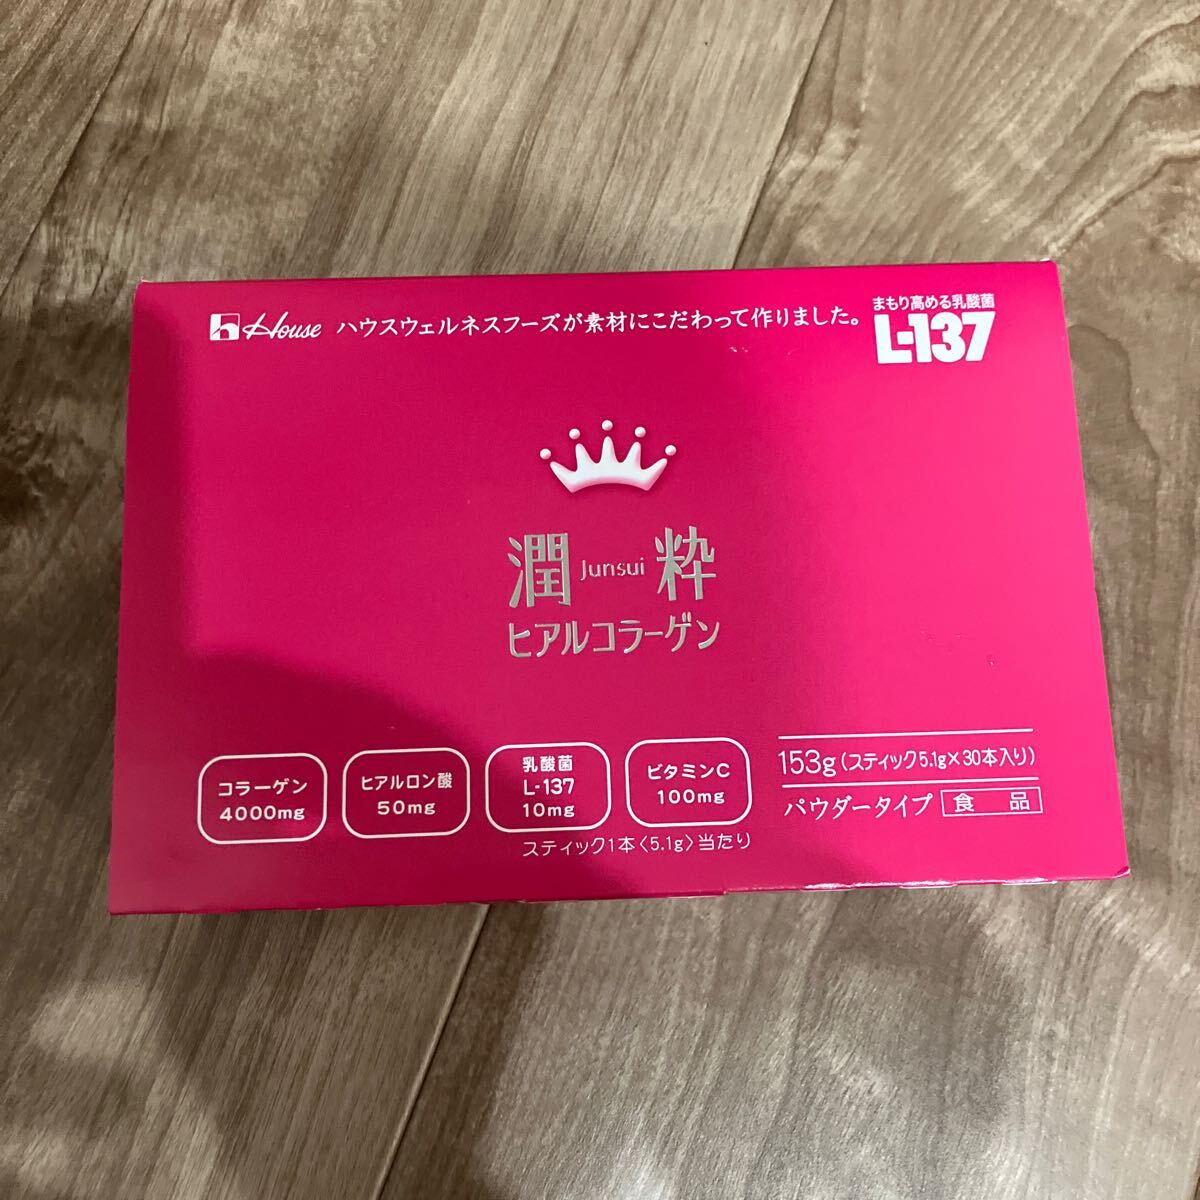 House ハウスウェルネスフーズが素材にこだわって作りました。
まもり高める乳酸菌
L-137
潤 Junsui 粋
ヒアルコラーゲン
コラーゲン
4000mg
ヒアルロン酸
50mg
乳酸菌
L-137
10mg
ビタミンC
100mg
スティック1本〈5.1g〉当たり
153g(スティック5.1g×30本入り)
パウダータイプ 食品